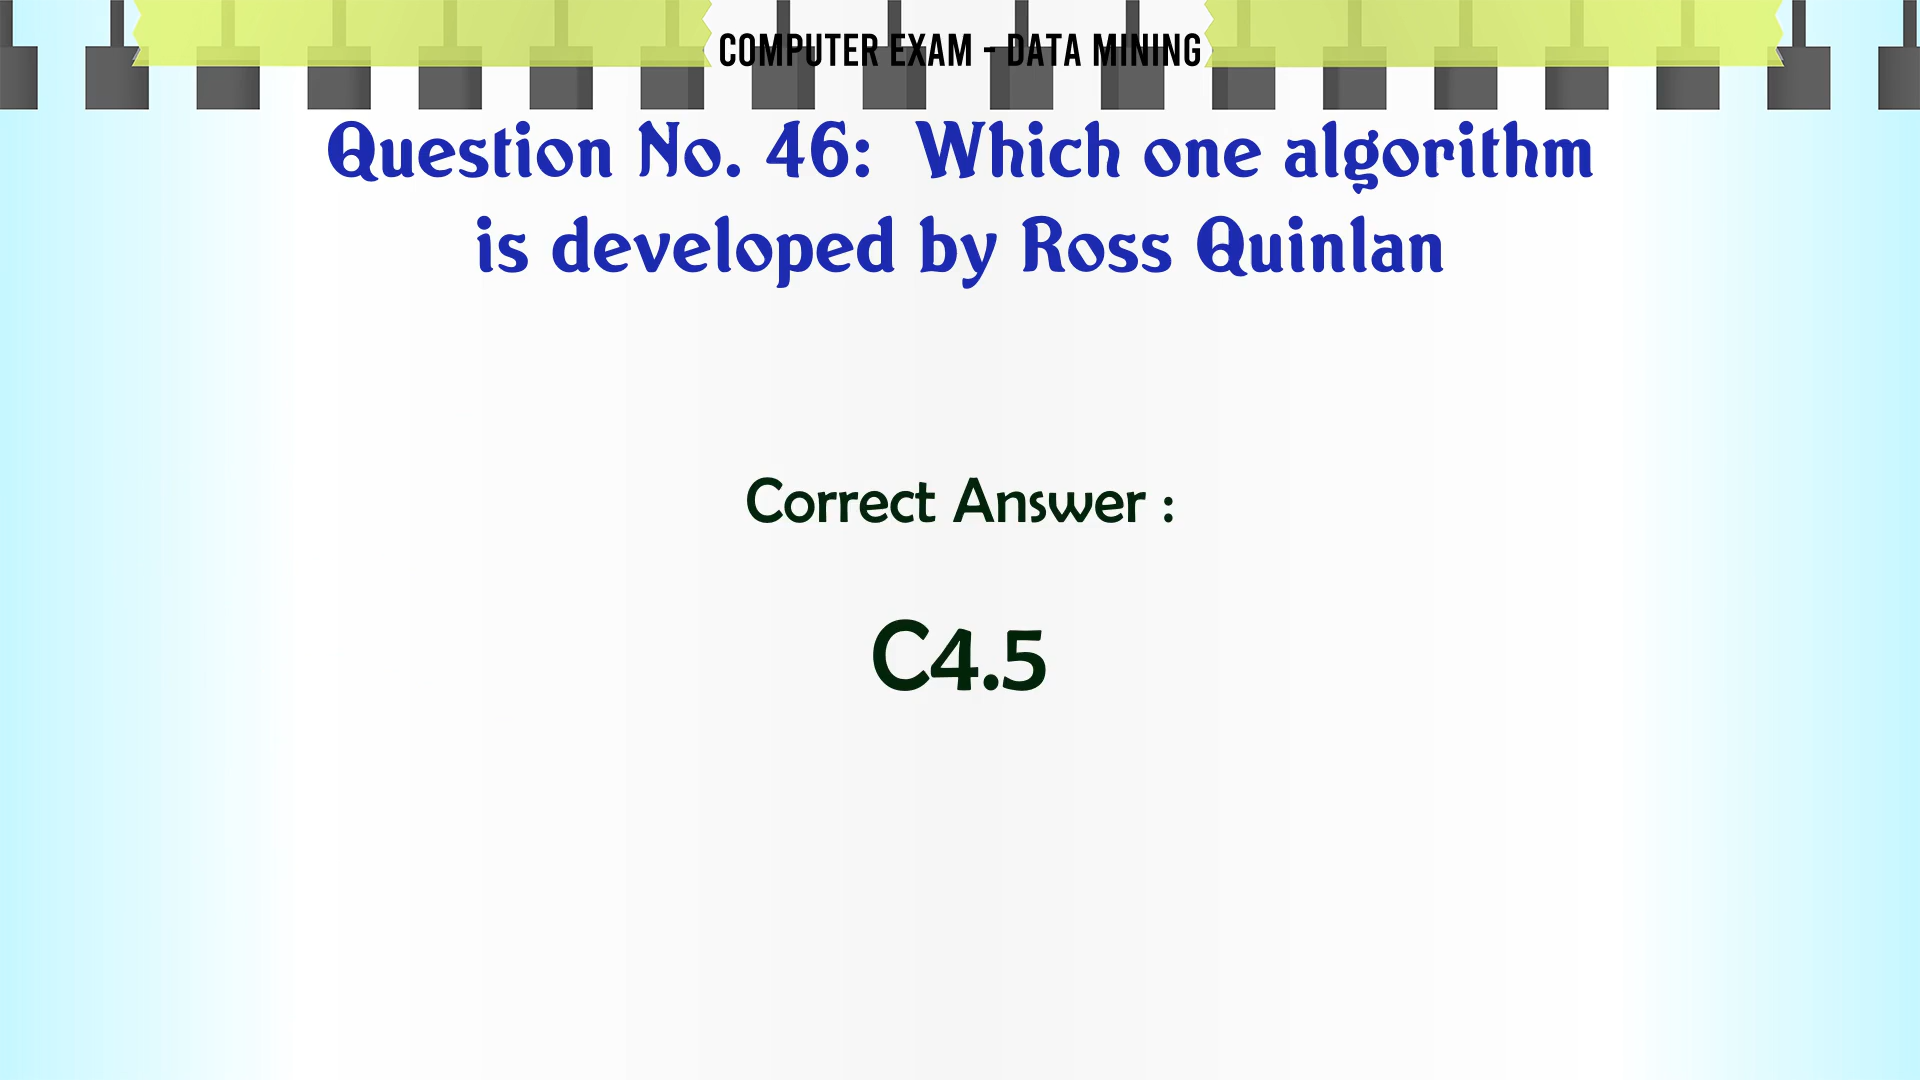 COMPUTER EXAM - DATA MINING
Question No. 46: Which one algorithm
is developed by Ross Quinlan
Correct Answer :
C4.5